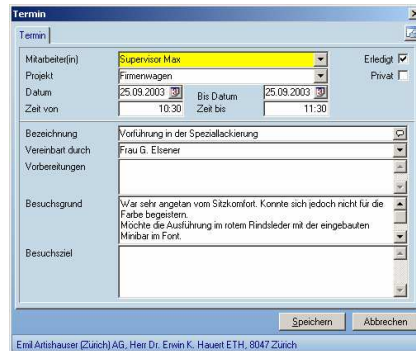 Termin
Termin
Mitarbeiter(in) Supervisor Max Erledigt
Projekt Firmenwagen Privat
Datum 25.09.2003 Bis Datum 25.09.2003
Zeit von 10:30 Zeit bis 11:30
Bezeichnung Vorführung in der Speziallackierung
Vereinbart durch Frau G. Elsener
Vorbereitungen
Besuchsgrund War sehr angetan vom Sitzkomfort. Konnte sich jedoch nicht für die
Farbe begeistern.
Möchte die Ausführung im rotem Rindsleder mit der eingebauten
Minibar im Font.
Besuchsziel
Speichern Abbrechen
Emil Artishauser (Zürich) AG, Herr Dr. Erwin K. Hauert ETH, 8047 Zürich